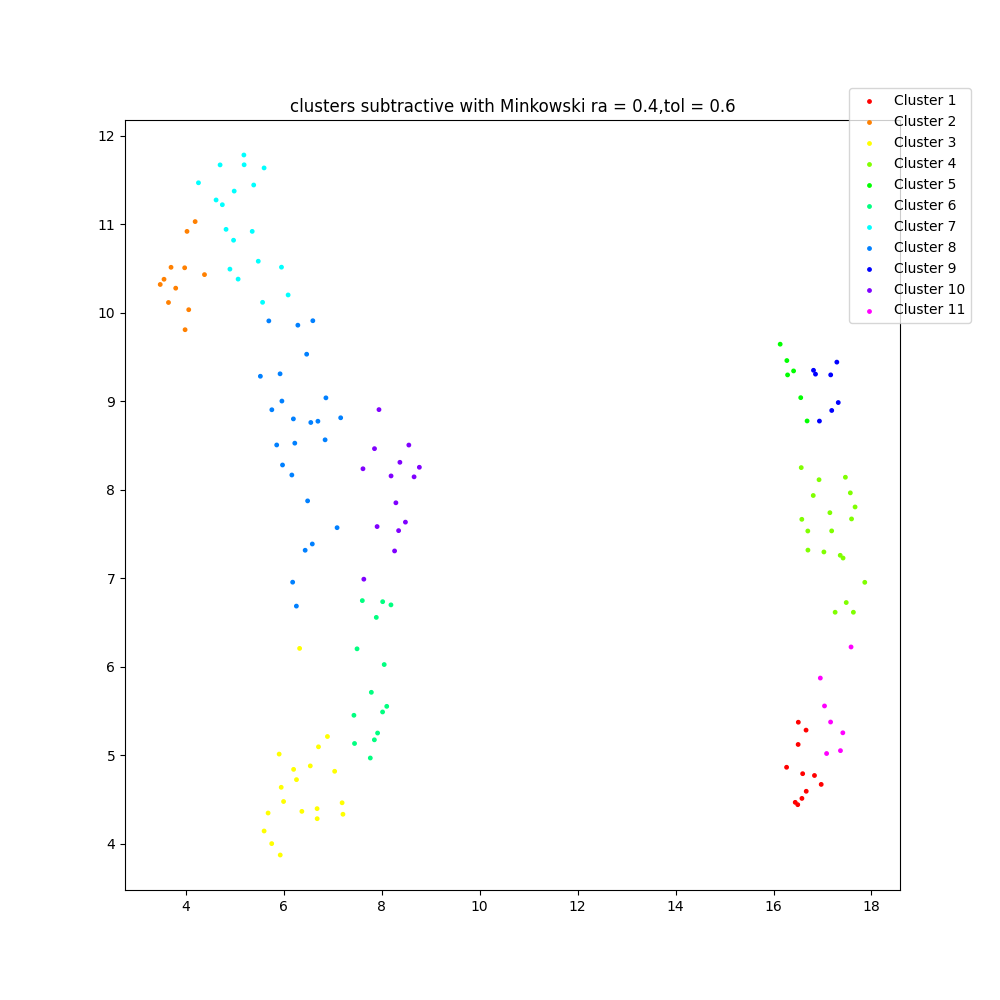 clusters subtractive with Minkowski ra = 0.4,tol = 0.6
Cluster 1
Cluster 2
Cluster 3
Cluster 4
Cluster 5
Cluster 6
Cluster 7
Cluster 8
Cluster 9
Cluster 10
Cluster 11
12
11
10
9
8
7
6
5
4
4 6 8 10 12 14 16 18